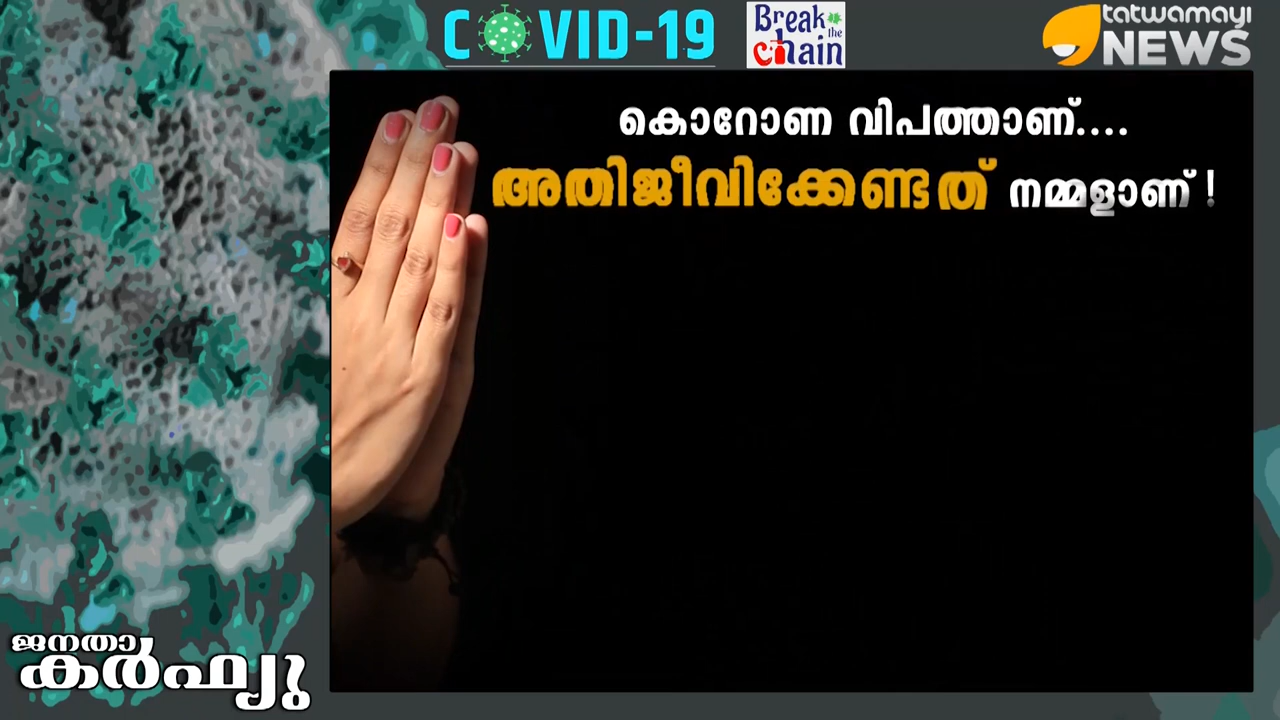 COVID-19
Break
the
chain
tatwamayi
NEWS
കൊറോണ വിപത്താണ്....
അതിജീവിക്കേണ്ടത് നമ്മളാണ് !
ജനതാ
കർഫ്യു